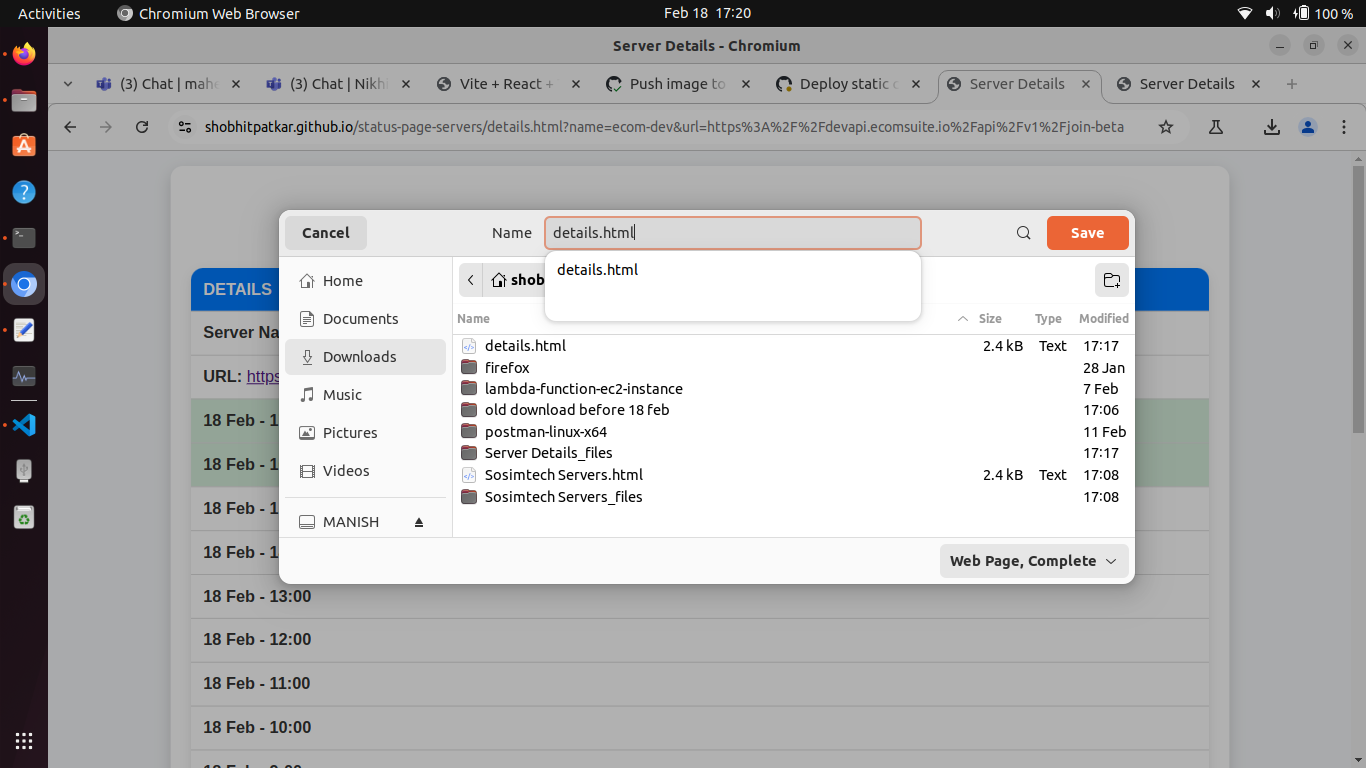 Activities Chromium Web Browser Feb 18 17:20 100 %
Server Details - Chromium
(3) Chat | mahe (3) Chat | Nikhi Vite + React + Push image to Deploy static c Server Details Server Details
shobhitpatkar.github.io/status-page-servers/details.html?name=ecom-dev&url=https%3A%2F%2Fdevapi.ecomsuite.io%2Fapi%2Fv1%2Fjoin-beta
Cancel Name details.html Save
details.html
Home
shob
DETAILS
Documents
Name Size Type Modified
Server Na
details.html 2.4 kB Text 17:17
Downloads
firefox 28 Jan
URL: https
lambda-function-ec2-instance 7 Feb
Music
old download before 18 feb 17:06
18 Feb - 1
Pictures
postman-linux-x64 11 Feb
Server Details_files 17:17
18 Feb - 1
Videos
Sosimtech Servers.html 2.4 kB Text 17:08
Sosimtech Servers_files 17:08
18 Feb - 1
MANISH
18 Feb - 1
Web Page, Complete
18 Feb - 13:00
18 Feb - 12:00
18 Feb - 11:00
18 Feb - 10:00